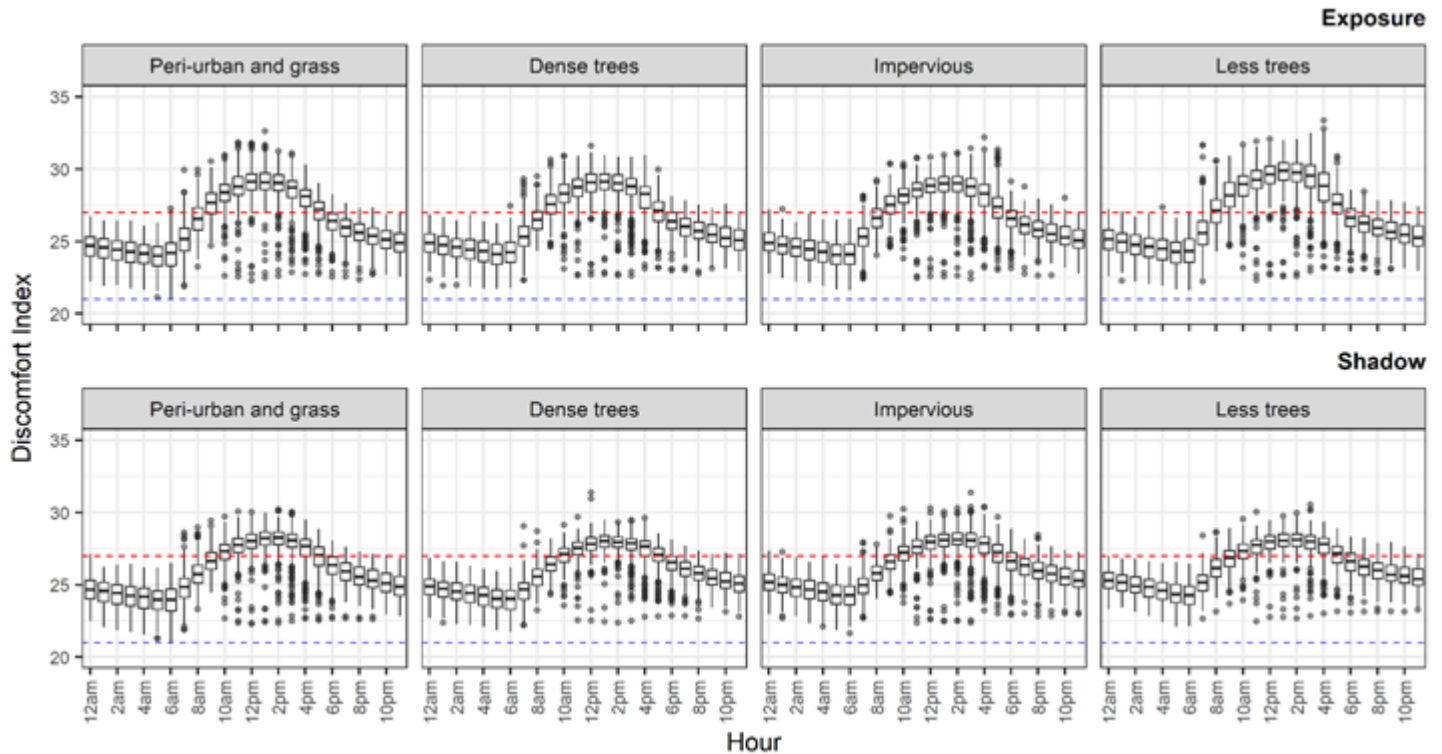 Exposure
Peri-urban and grass Dense trees Impervious Less trees
35
30
25
20
Shadow
Peri-urban and grass Dense trees Impervious Less trees
35
30
25
20
Discomfort Index
12am 2am 4am 6am 8am 10am 12pm 2pm 4pm 6pm 8pm 10pm 12am 2am 4am 6am 8am 10am 12pm 2pm 4pm 6pm 8pm 10pm 12am 2am 4am 6am 8am 10am 12pm 2pm 4pm 6pm 8pm 10pm 12am 2am 4am 6am 8am 10am 12pm 2pm 4pm 6pm 8pm 10pm
Hour